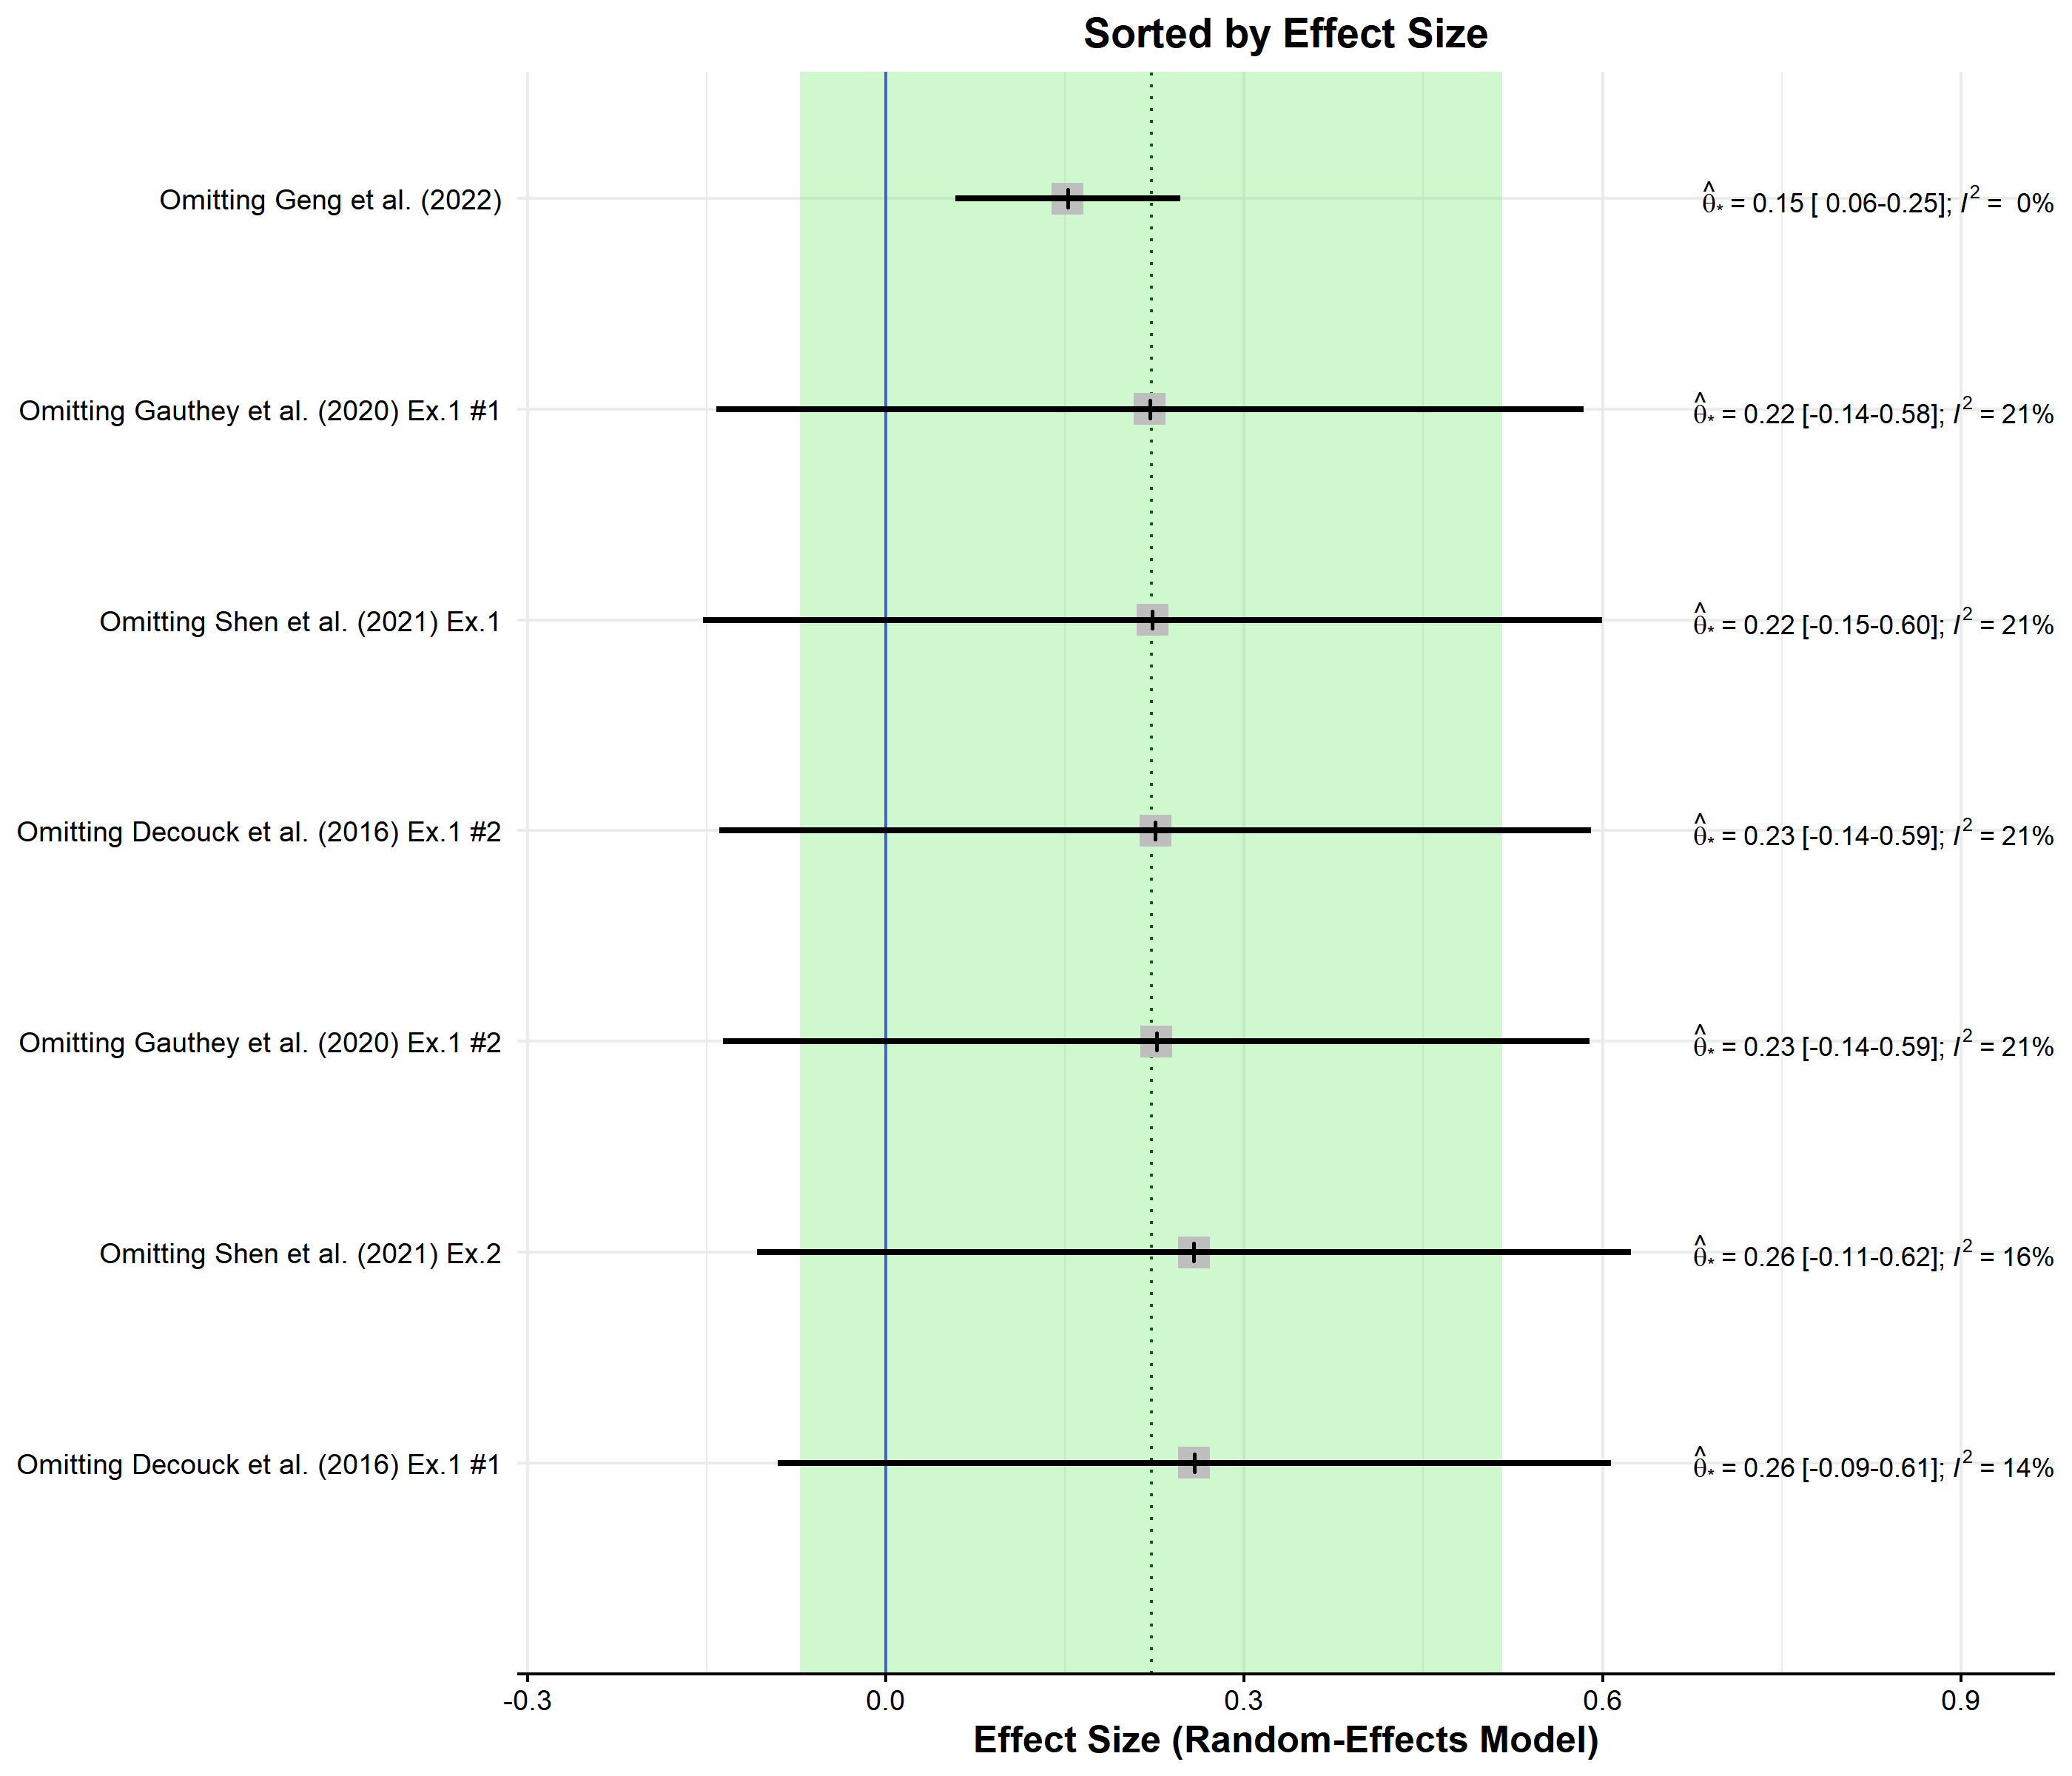 Sorted by Effect Size
Omitting Geng et al. (2022) θ̂* = 0.15 [ 0.06-0.25]; I² = 0%
Omitting Gauthey et al. (2020) Ex.1 #1 θ̂* = 0.22 [-0.14-0.58]; I² = 21%
Omitting Shen et al. (2021) Ex.1 θ̂* = 0.22 [-0.15-0.60]; I² = 21%
Omitting Decouck et al. (2016) Ex.1 #2 θ̂* = 0.23 [-0.14-0.59]; I² = 21%
Omitting Gauthey et al. (2020) Ex.1 #2 θ̂* = 0.23 [-0.14-0.59]; I² = 21%
Omitting Shen et al. (2021) Ex.2 θ̂* = 0.26 [-0.11-0.62]; I² = 16%
Omitting Decouck et al. (2016) Ex.1 #1 θ̂* = 0.26 [-0.09-0.61]; I² = 14%
-0.3 0.0 0.3 0.6 0.9
Effect Size (Random-Effects Model)